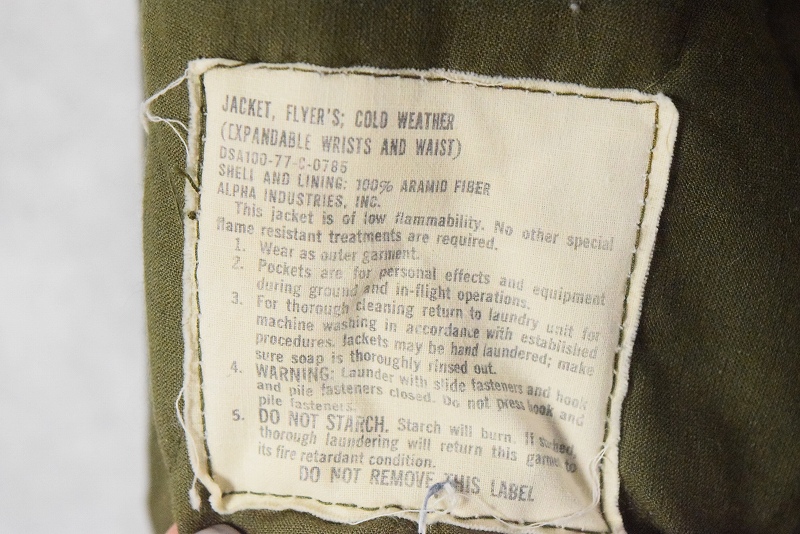 JACKET, FLYER'S; COLD WEATHER
(EXPANDABLE WRISTS AND WAIST)
DSA100-77-C-0785
SHELL AND LINING: 100% ARAMID FIBER
ALPHA INDUSTRIES, INC.
This jacket is of low flammability. No other special
flame resistant treatments are required.
1. Wear as outer garment.
2. Pockets are for personal effects and equipment
during ground and in-flight operations.
3. For thorough cleaning return to laundry unit for
machine washing in accordance with established
procedures. Jackets may be hand laundered; make
sure soap is thoroughly rinsed out.
4. WARNING: Launder with slide fasteners and hook
and pile fasteners closed. Do not press hook and
pile fasteners.
5. DO NOT STARCH. Starch will burn. If starched,
thorough laundering will return this garment to
its fire retardant condition.
DO NOT REMOVE THIS LABEL